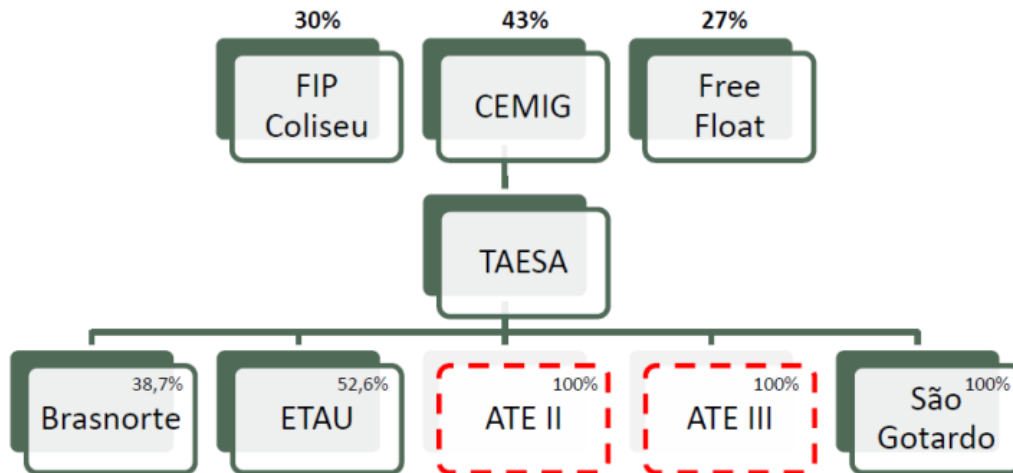 30%
43%
27%
FIP
Coliseu
CEMIG
Free
Float
TAESA
38,7%
Brasnorte
52,6%
ETAU
100%
ATE II
100%
ATE III
100%
São
Gotardo